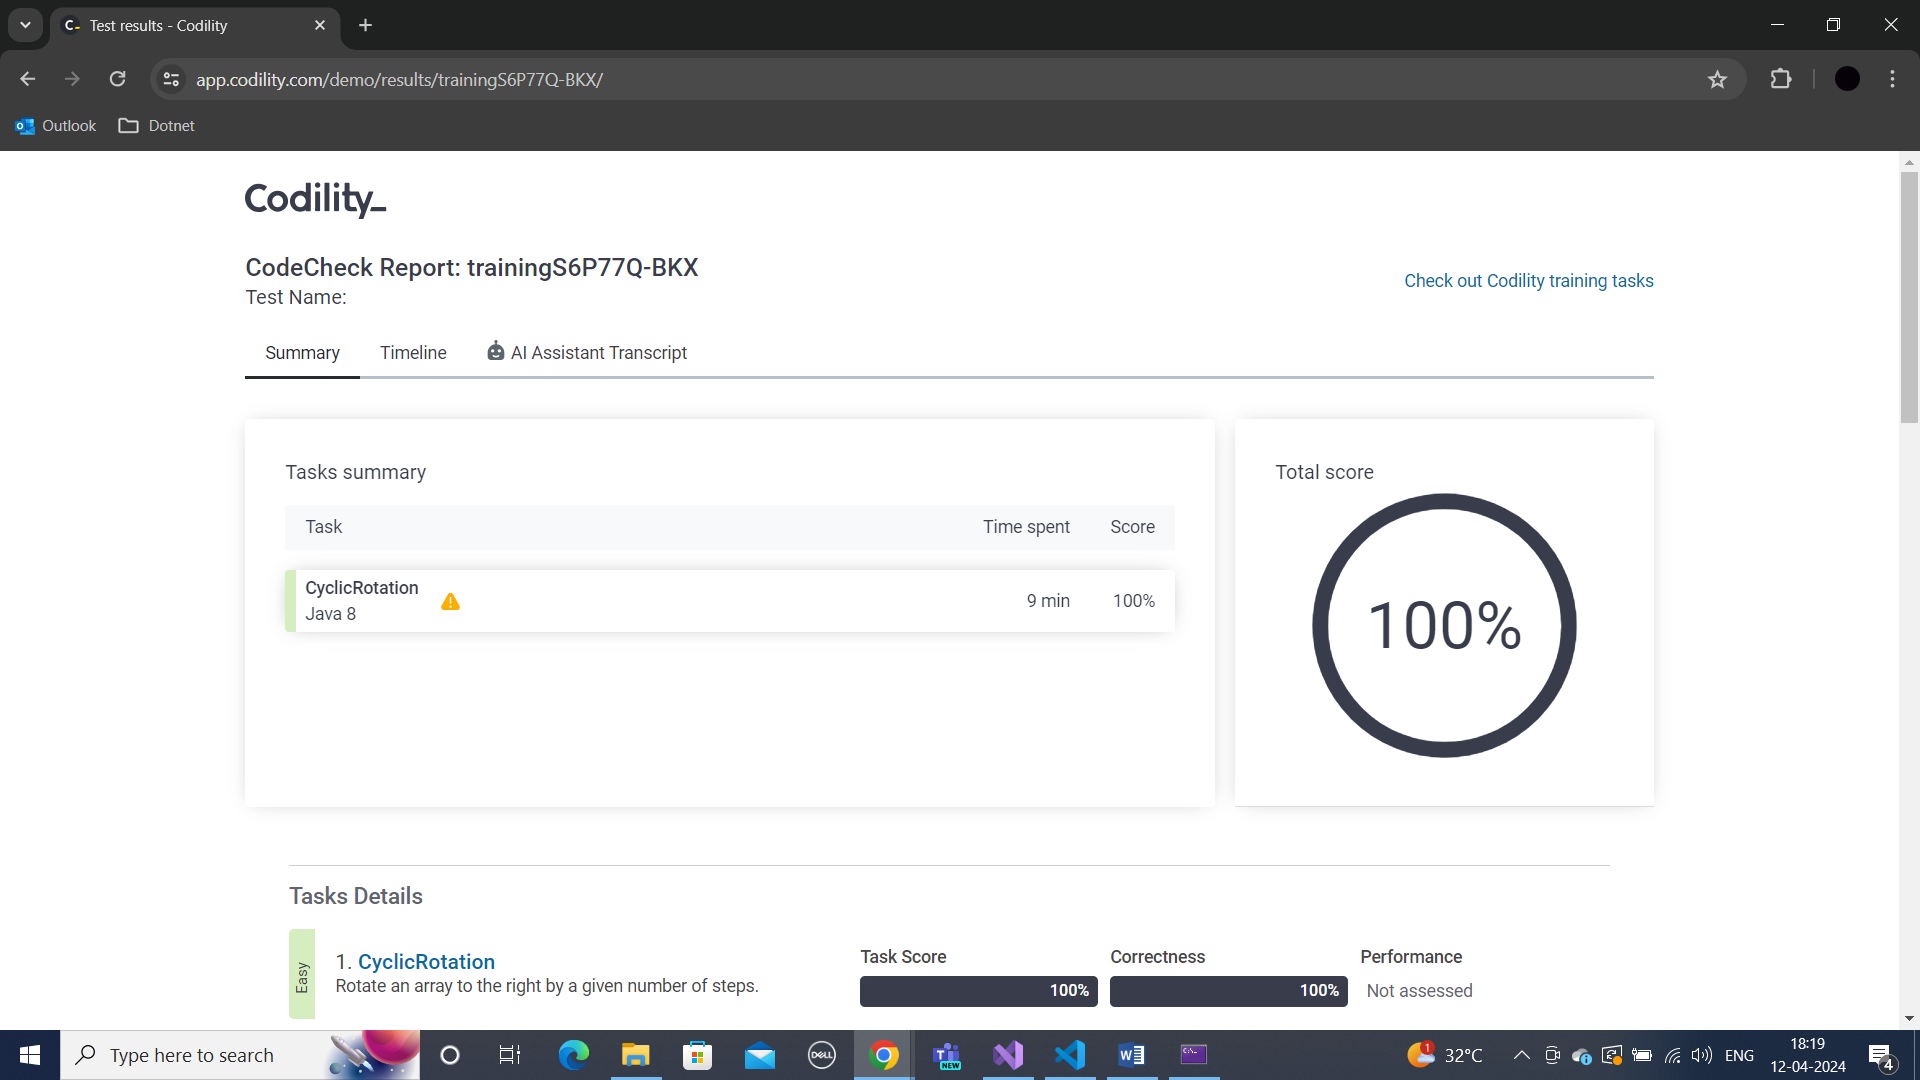 Test results - Codility
app.codility.com/demo/results/trainingS6P77Q-BKX/
Outlook
Dotnet
Codility_
CodeCheck Report: trainingS6P77Q-BKX
Test Name:
Check out Codility training tasks
Summary
Timeline
AI Assistant Transcript
Tasks summary
Task Time spent Score
CyclicRotation
Java 8
9 min 100%
Total score
100%
Tasks Details
Easy
1. CyclicRotation
Rotate an array to the right by a given number of steps.
Task Score
100%
Correctness
100%
Performance
Not assessed
Type here to search
DELL
NEW
1
32°C
ENG
18:19
12-04-2024
4